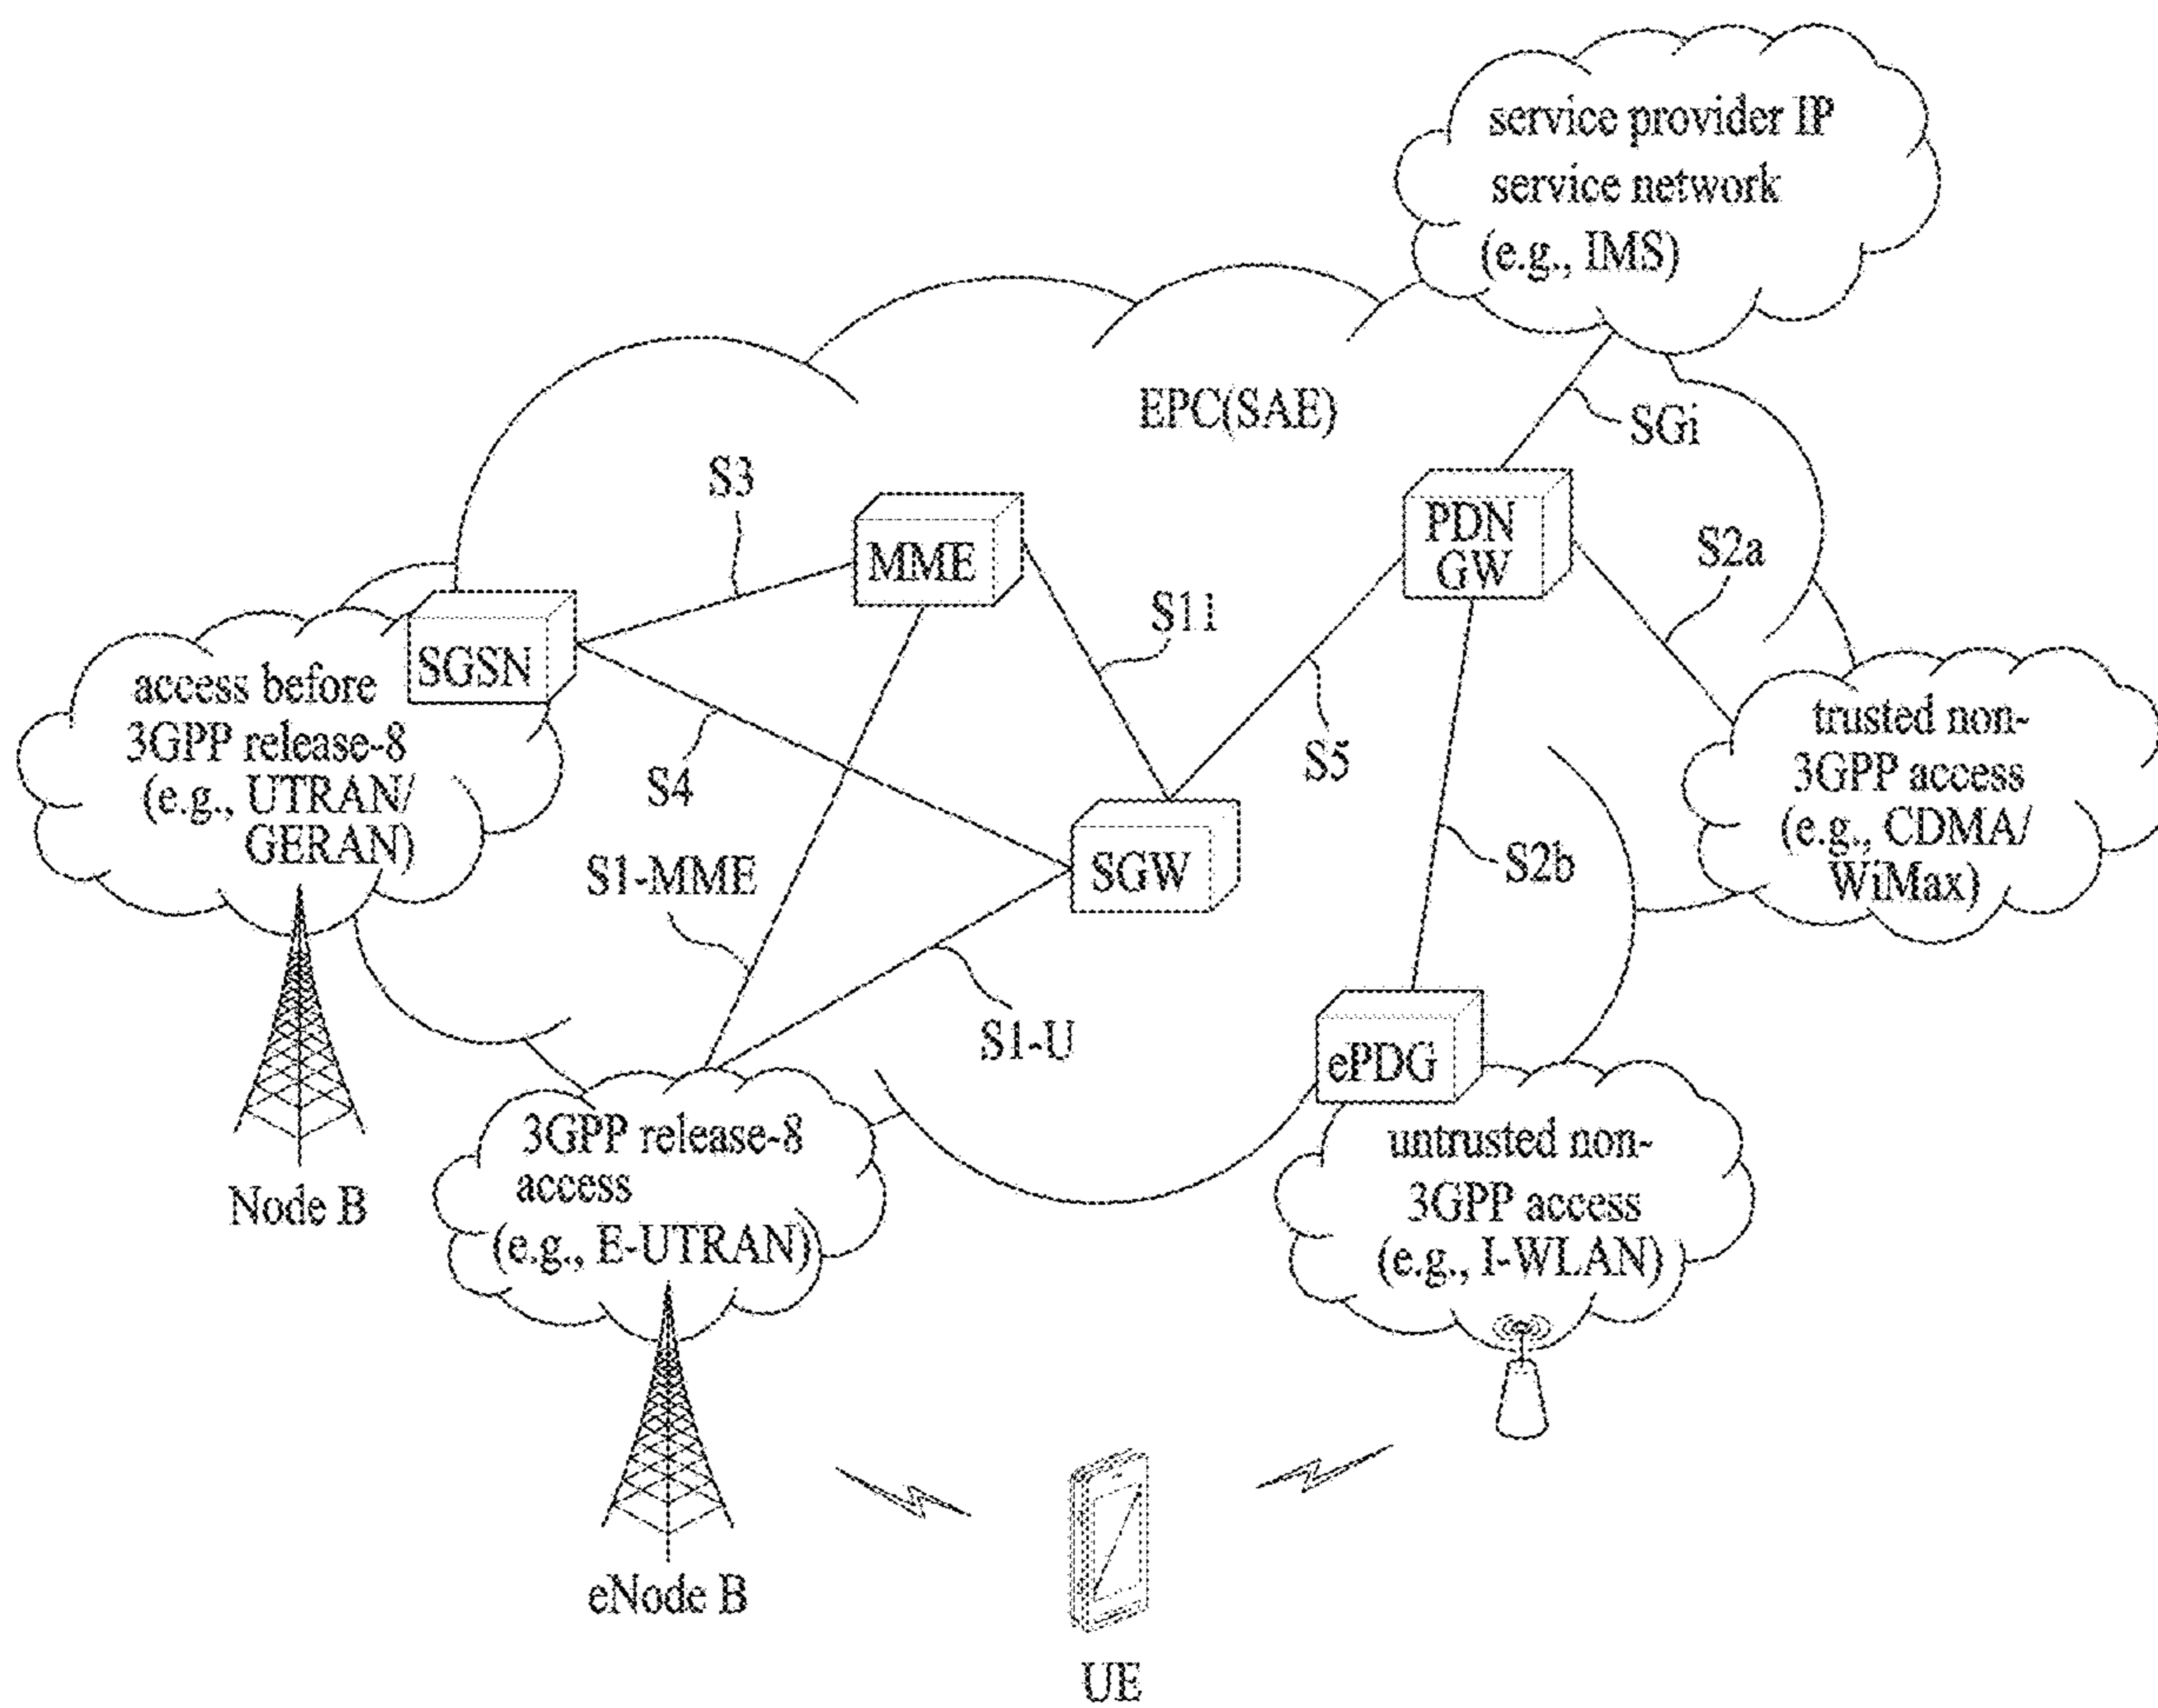 service provider IP
service network
(e.g., IMS)
EPC(SAE)
SGi
S3
MME
PDN
GW
S2a
S11
SGSN
access before
3GPP release-8
(e.g., UTRAN/
GERAN)
S4
S5
trusted non-
3GPP access
(e.g., CDMA/
WiMax)
S1-MME
SGW
S2b
S1-U
ePDG
Node B
3GPP release-8
access
(e.g., E-UTRAN)
untrusted non-
3GPP access
(e.g., I-WLAN)
eNode B
UE